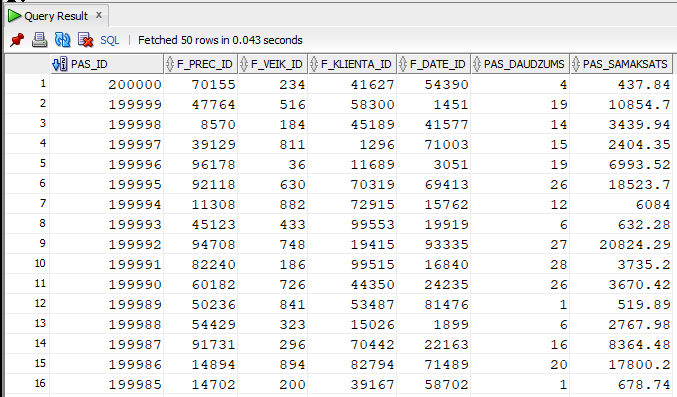 Query Result x
SQL | Fetched 50 rows in 0.043 seconds
PAS_ID F_PREC_ID F_VEIK_ID F_KLIENTA_ID F_DATE_ID PAS_DAUDZUMS PAS_SAMAKSATS
1 200000 70155 234 41627 54390 4 437.84
2 199999 47764 516 58300 1451 19 10854.7
3 199998 8570 184 45189 41577 14 3439.94
4 199997 39129 811 1296 71003 15 2404.35
5 199996 96178 36 11689 3051 19 6993.52
6 199995 92118 630 70319 69413 26 18523.7
7 199994 11308 882 72915 15762 12 6084
8 199993 45123 433 99553 19919 6 632.28
9 199992 94708 748 19415 93335 27 20824.29
10 199991 82240 186 99515 16840 28 3735.2
11 199990 60182 726 44350 24235 26 3670.42
12 199989 50236 841 53487 81476 1 519.89
13 199988 54429 323 15026 1899 6 2767.98
14 199987 91731 296 70442 22163 16 8364.48
15 199986 14894 894 82794 71489 20 17800.2
16 199985 14702 200 39167 58702 1 678.74